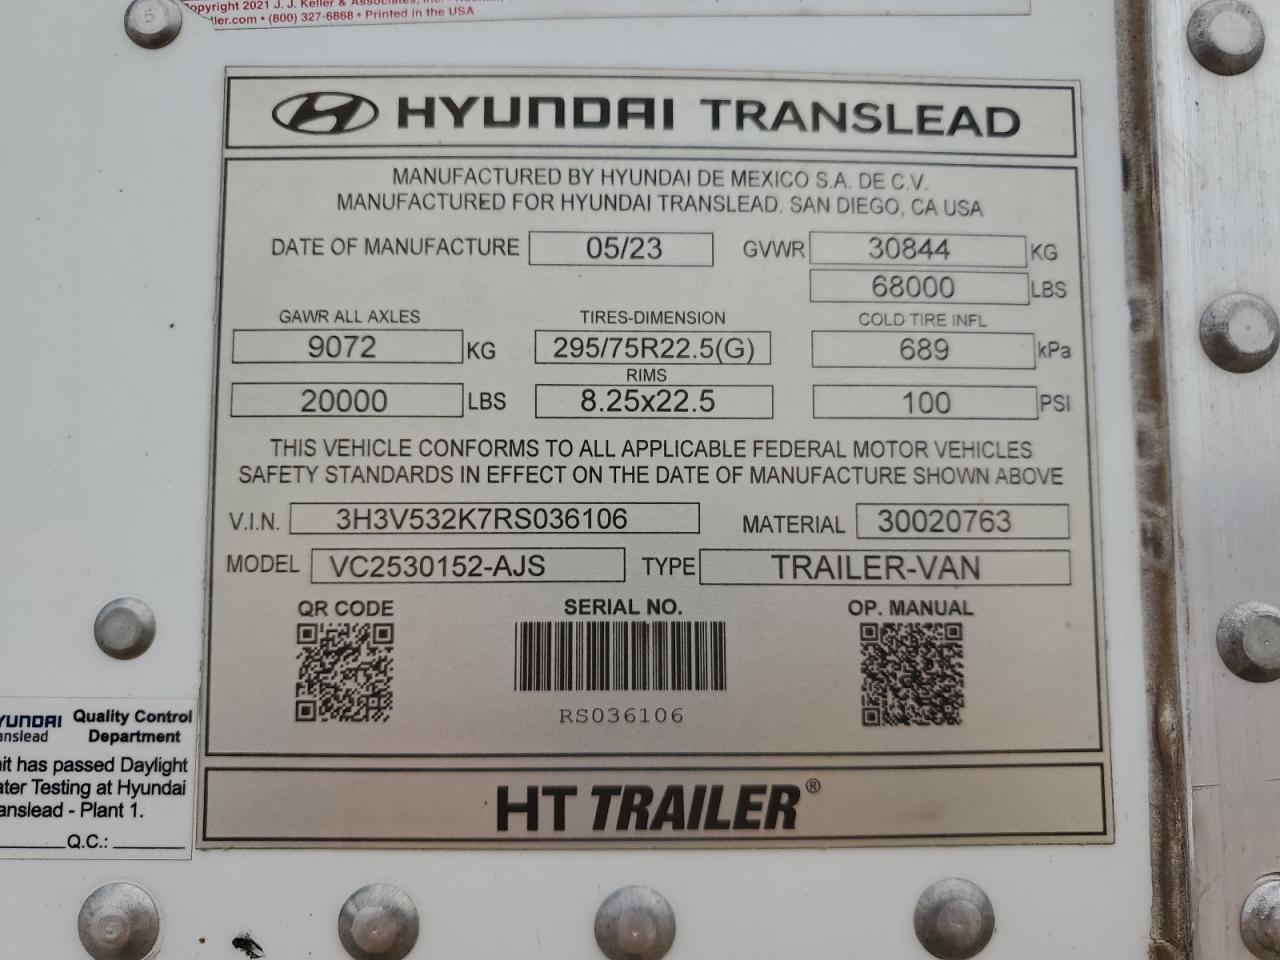 opyright 2021 J. J. Keller & Associates, Inc.
ller.com • (800) 327-6868 • Printed in the USA
HYUNDAI TRANSLEAD
MANUFACTURED BY HYUNDAI DE MEXICO S.A. DE C.V.
MANUFACTURED FOR HYUNDAI TRANSLEAD. SAN DIEGO, CA USA
DATE OF MANUFACTURE 05/23 GVWR 30844 KG
68000 LBS
GAWR ALL AXLES TIRES-DIMENSION COLD TIRE INFL
9072 KG 295/75R22.5(G) 689 kPa
RIMS
20000 LBS 8.25x22.5 100 PSI
THIS VEHICLE CONFORMS TO ALL APPLICABLE FEDERAL MOTOR VEHICLES
SAFETY STANDARDS IN EFFECT ON THE DATE OF MANUFACTURE SHOWN ABOVE
V.I.N. 3H3V532K7RS036106 MATERIAL 30020763
MODEL VC2530152-AJS TYPE TRAILER-VAN
QR CODE SERIAL NO. OP. MANUAL
RS036106
HT TRAILER®
YUNDAI Quality Control
anslead Department
nit has passed Daylight
ater Testing at Hyundai
anslead - Plant 1.
Q.C.: